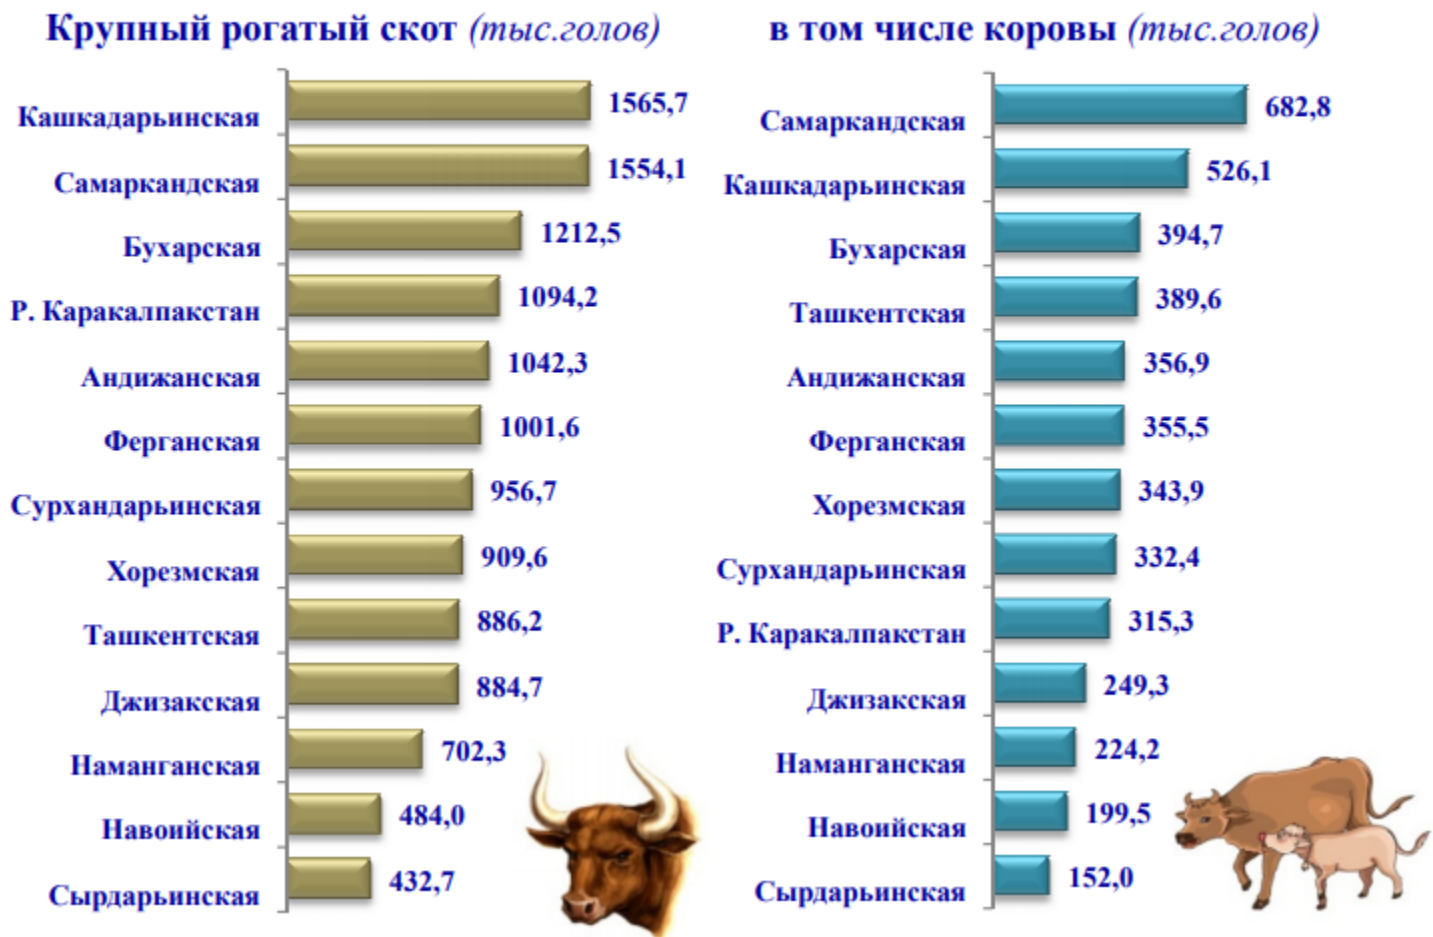 Крупный рогатый скот (тыс.голов)
Кашкадарьинская 1565,7
Самаркандская 1554,1
Бухарская 1212,5
Р. Каракалпакстан 1094,2
Андижанская 1042,3
Ферганская 1001,6
Сурхандарьинская 956,7
Хорезмская 909,6
Ташкентская 886,2
Джизакская 884,7
Наманганская 702,3
Навоийская 484,0
Сырдарьинская 432,7
в том числе коровы (тыс.голов)
Самаркандская 682,8
Кашкадарьинская 526,1
Бухарская 394,7
Ташкентская 389,6
Андижанская 356,9
Ферганская 355,5
Хорезмская 343,9
Сурхандарьинская 332,4
Р. Каракалпакстан 315,3
Джизакская 249,3
Наманганская 224,2
Навоийская 199,5
Сырдарьинская 152,0